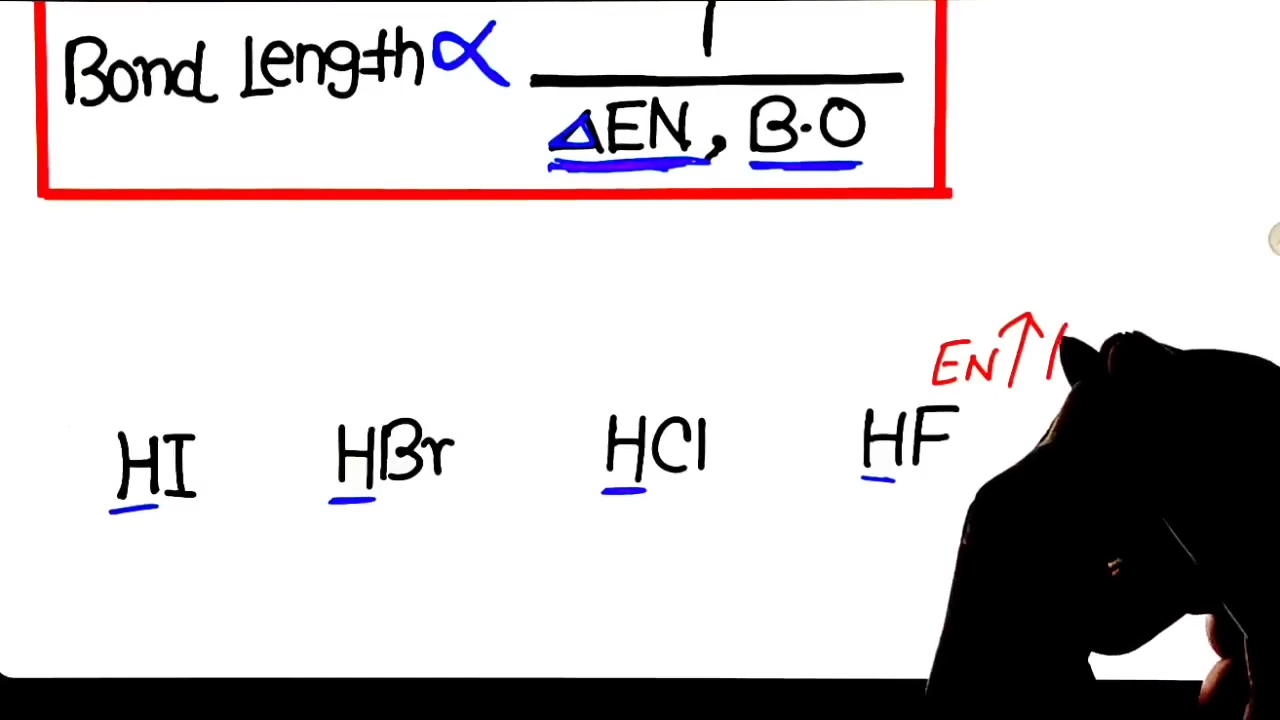 Bond Length ∝ 1
ΔEN, B·O
EN↑
HI HBr HCl HF